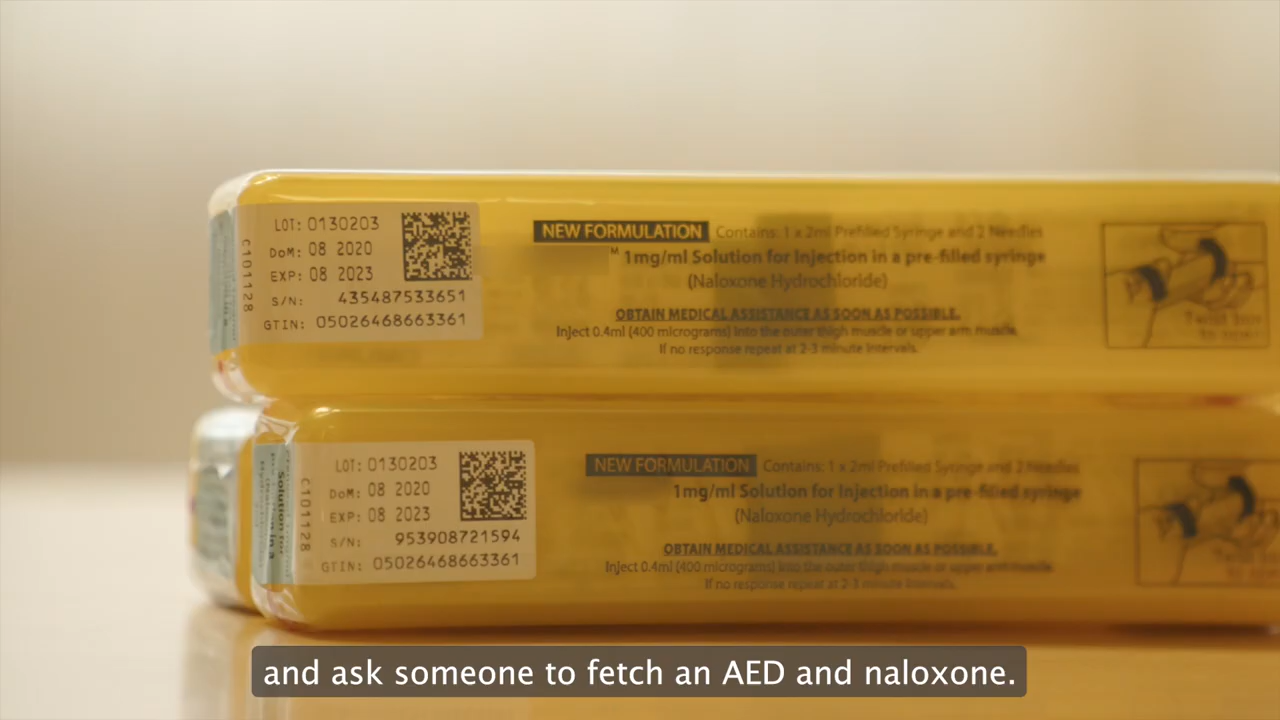 LOT: 0130203
DoM: 08 2020
EXP: 08 2023
S/N: 435487533651
GTIN: 05026468663361
C101128
NEW FORMULATION Contains: 1 x 2ml Prefilled Syringe and 2 Needles
1mg/ml Solution for Injection in a pre-filled syringe
(Naloxone Hydrochloride)
OBTAIN MEDICAL ASSISTANCE AS SOON AS POSSIBLE.
Inject 0.4ml (400 micrograms) into the outer thigh muscle or upper arm muscle.
If no response repeat at 2-3 minute intervals.
LOT: 0130203
DoM: 08 2020
EXP: 08 2023
S/N: 953908721594
GTIN: 05026468663361
C101128
Solution for
NEW FORMULATION Contains: 1 x 2ml Prefilled Syringe and 2 Needles
1mg/ml Solution for Injection in a pre-filled syringe
(Naloxone Hydrochloride)
OBTAIN MEDICAL ASSISTANCE AS SOON AS POSSIBLE.
Inject 0.4ml (400 micrograms) into the outer thigh muscle or upper arm muscle.
If no response repeat at 2-3 minute intervals.
and ask someone to fetch an AED and naloxone.